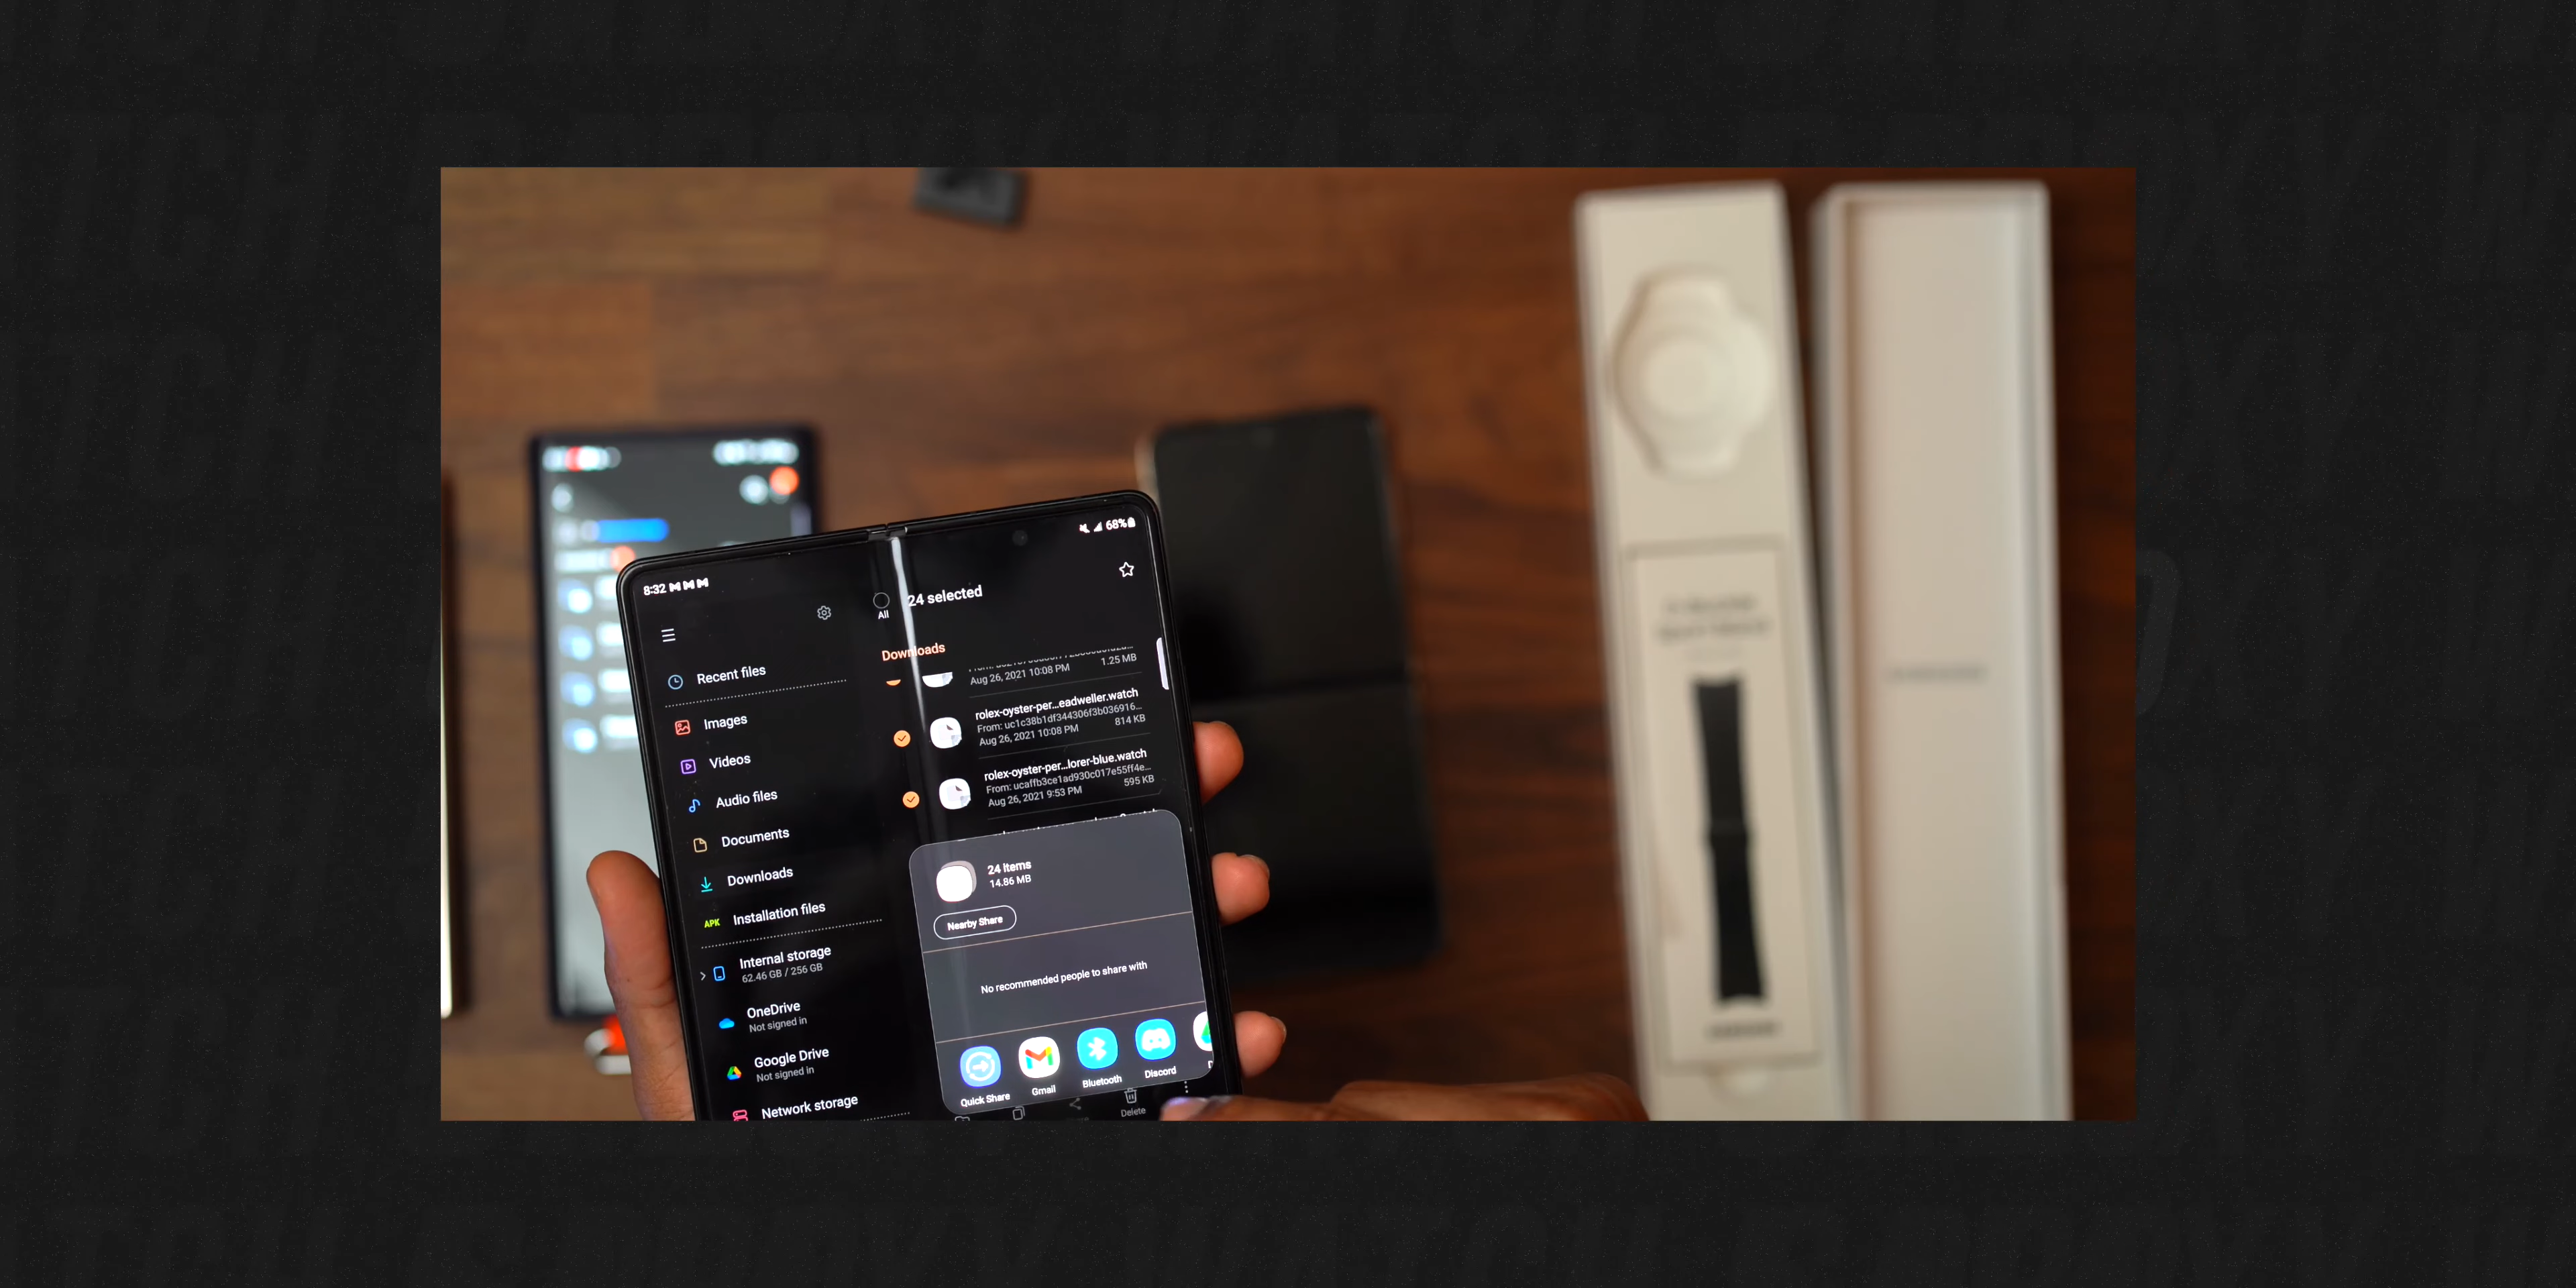 8:32
68%
24 selected
All
Downloads
Aug 26, 2021 10:08 PM
1.25 MB
rolex-oyster-per...eadweller.watch
From: uc1c38b1df344306f3b036916...
Aug 26, 2021 10:08 PM
814 KB
rolex-oyster-per...lorer-blue.watch
From: ucaffb3ce1ad930c017e55ff4e...
Aug 26, 2021 9:53 PM
595 KB
Recent files
Images
Videos
Audio files
Documents
Downloads
APK Installation files
Internal storage
62.46 GB / 256 GB
OneDrive
Not signed in
Google Drive
Not signed in
Network storage
24 items
14.86 MB
Nearby Share
No recommended people to share with
Quick Share
Gmail
Bluetooth
Discord
D
Delete